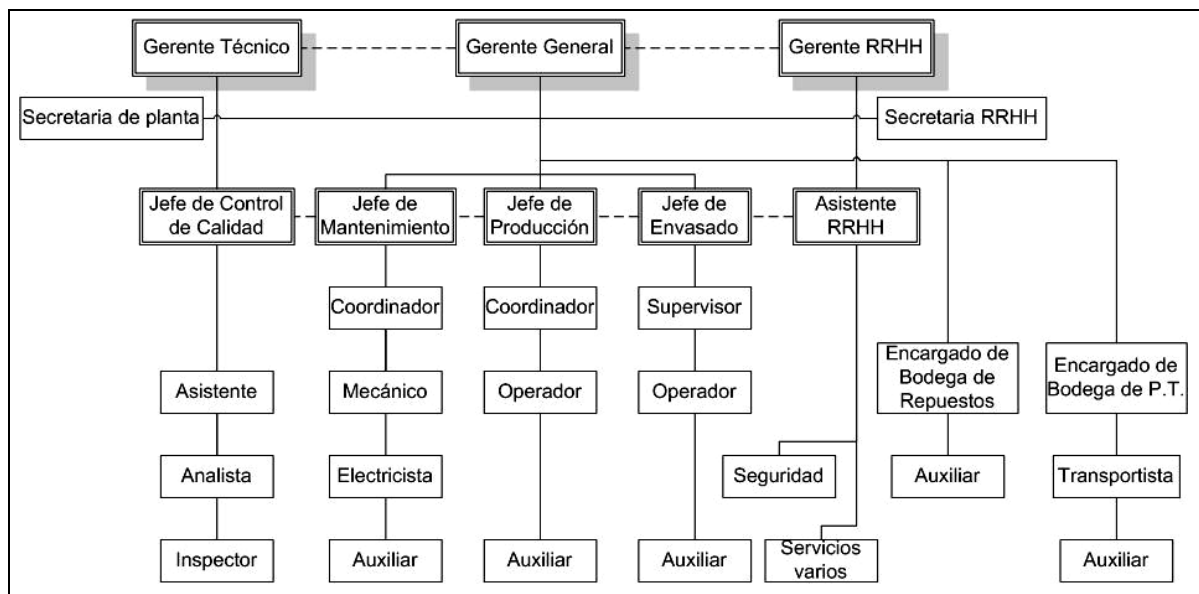 Gerente Técnico
Gerente General
Gerente RRHH
Secretaria de planta
Secretaria RRHH
Jefe de Control
de Calidad
Jefe de
Mantenimiento
Jefe de
Producción
Jefe de
Envasado
Asistente
RRHH
Coordinador
Coordinador
Supervisor
Encargado de
Bodega de
Repuestos
Encargado de
Bodega de P.T.
Asistente
Mecánico
Operador
Operador
Analista
Electricista
Seguridad
Auxiliar
Transportista
Inspector
Auxiliar
Auxiliar
Auxiliar
Servicios
varios
Auxiliar